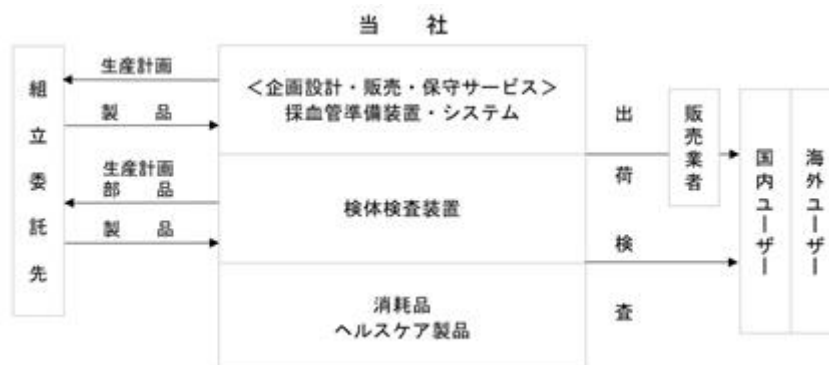 当　社
組立委託先
生産計画
製　品
生産計画
部　品
製　品
＜企画設計・販売・保守サービス＞
採血管準備装置・システム
検体検査装置
消耗品
ヘルスケア製品
出荷検査
販売業者
国内ユーザー
海外ユーザー